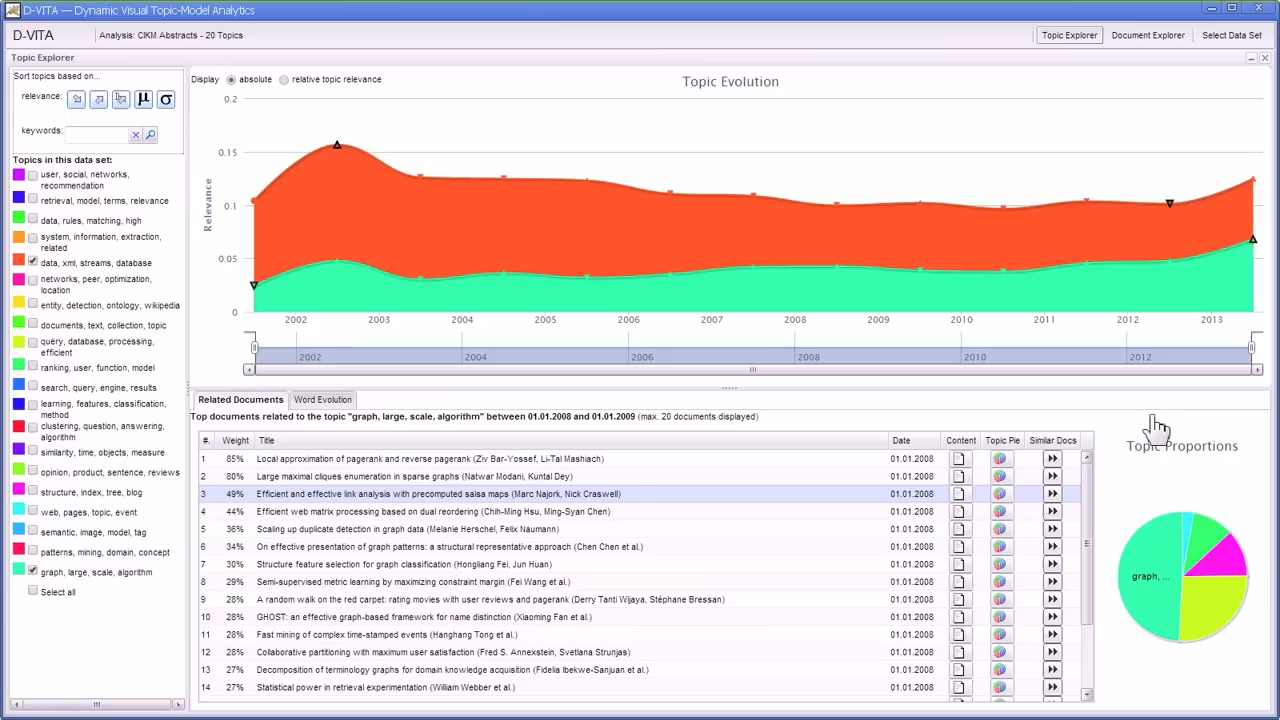 D-VITA — Dynamic Visual Topic-Model Analytics
D-VITA
Analysis: CIKM Abstracts - 20 Topics
Topic Explorer
Document Explorer
Select Data Set
Topic Explorer
Sort topics based on...
relevance:
μ
σ
keywords:
Topics in this data set:
user, social, networks,
recommendation
retrieval, model, terms, relevance
data, rules, matching, high
system, information, extraction,
related
data, xml, streams, database
networks, peer, optimization,
location
entity, detection, ontology, wikipedia
documents, text, collection, topic
query, database, processing,
efficient
ranking, user, function, model
search, query, engine, results
learning, features, classification,
method
clustering, question, answering,
algorithm
similarity, time, objects, measure
opinion, product, sentence, reviews
structure, index, tree, blog
web, pages, topic, event
semantic, image, model, tag
patterns, mining, domain, concept
graph, large, scale, algorithm
Select all
Display absolute relative topic relevance
Topic Evolution
0.2
0.15
0.1
0.05
0
Relevance
2002 2003 2004 2005 2006 2007 2008 2009 2010 2011 2012 2013
2002 2004 2006 2008 2010 2012
Related Documents
Word Evolution
Top documents related to the topic "graph, large, scale, algorithm" between 01.01.2008 and 01.01.2009 (max. 20 documents displayed)
#. Weight Title Date Content Topic Pie Similar Docs
1 85% Local approximation of pagerank and reverse pagerank (Ziv Bar-Yossef, Li-Tal Mashiach) 01.01.2008
2 80% Large maximal cliques enumeration in sparse graphs (Natwar Modani, Kuntal Dey) 01.01.2008
3 49% Efficient and effective link analysis with precomputed salsa maps (Marc Najork, Nick Craswell) 01.01.2008
4 44% Efficient web matrix processing based on dual reordering (Chih-Ming Hsu, Ming-Syan Chen) 01.01.2008
5 36% Scaling up duplicate detection in graph data (Melanie Herschel, Felix Naumann) 01.01.2008
6 34% On effective presentation of graph patterns: a structural representative approach (Chen Chen et al.) 01.01.2008
7 30% Structure feature selection for graph classification (Hongliang Fei, Jun Huan) 01.01.2008
8 29% Semi-supervised metric learning by maximizing constraint margin (Fei Wang et al.) 01.01.2008
9 28% A random walk on the red carpet: rating movies with user reviews and pagerank (Derry Tanti Wijaya, Stéphane Bressan) 01.01.2008
10 28% GHOST: an effective graph-based framework for name distinction (Xiaoming Fan et al.) 01.01.2008
11 28% Fast mining of complex time-stamped events (Hanghang Tong et al.) 01.01.2008
12 28% Collaborative partitioning with maximum user satisfaction (Fred S. Annexstein, Svetlana Strunjas) 01.01.2008
13 27% Decomposition of terminology graphs for domain knowledge acquisition (Fidelia Ibekwe-Sanjuan et al.) 01.01.2008
14 27% Statistical power in retrieval experimentation (William Webber et al.) 01.01.2008
Topic Proportions
graph, ...